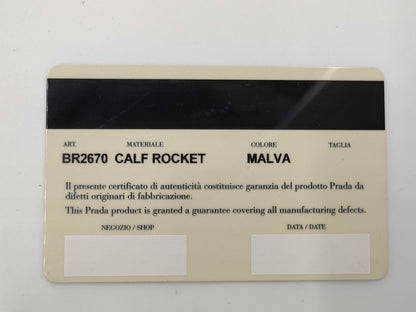 ART. MATERIALE COLORE TAGLIA
BR2670 CALF ROCKET MALVA
Il presente certificato di autenticità costituisce garanzia del prodotto Prada da
difetti originari di fabbricazione.
This Prada product is granted a guarantee covering all manufacturing defects.
NEGOZIO / SHOP DATA / DATE